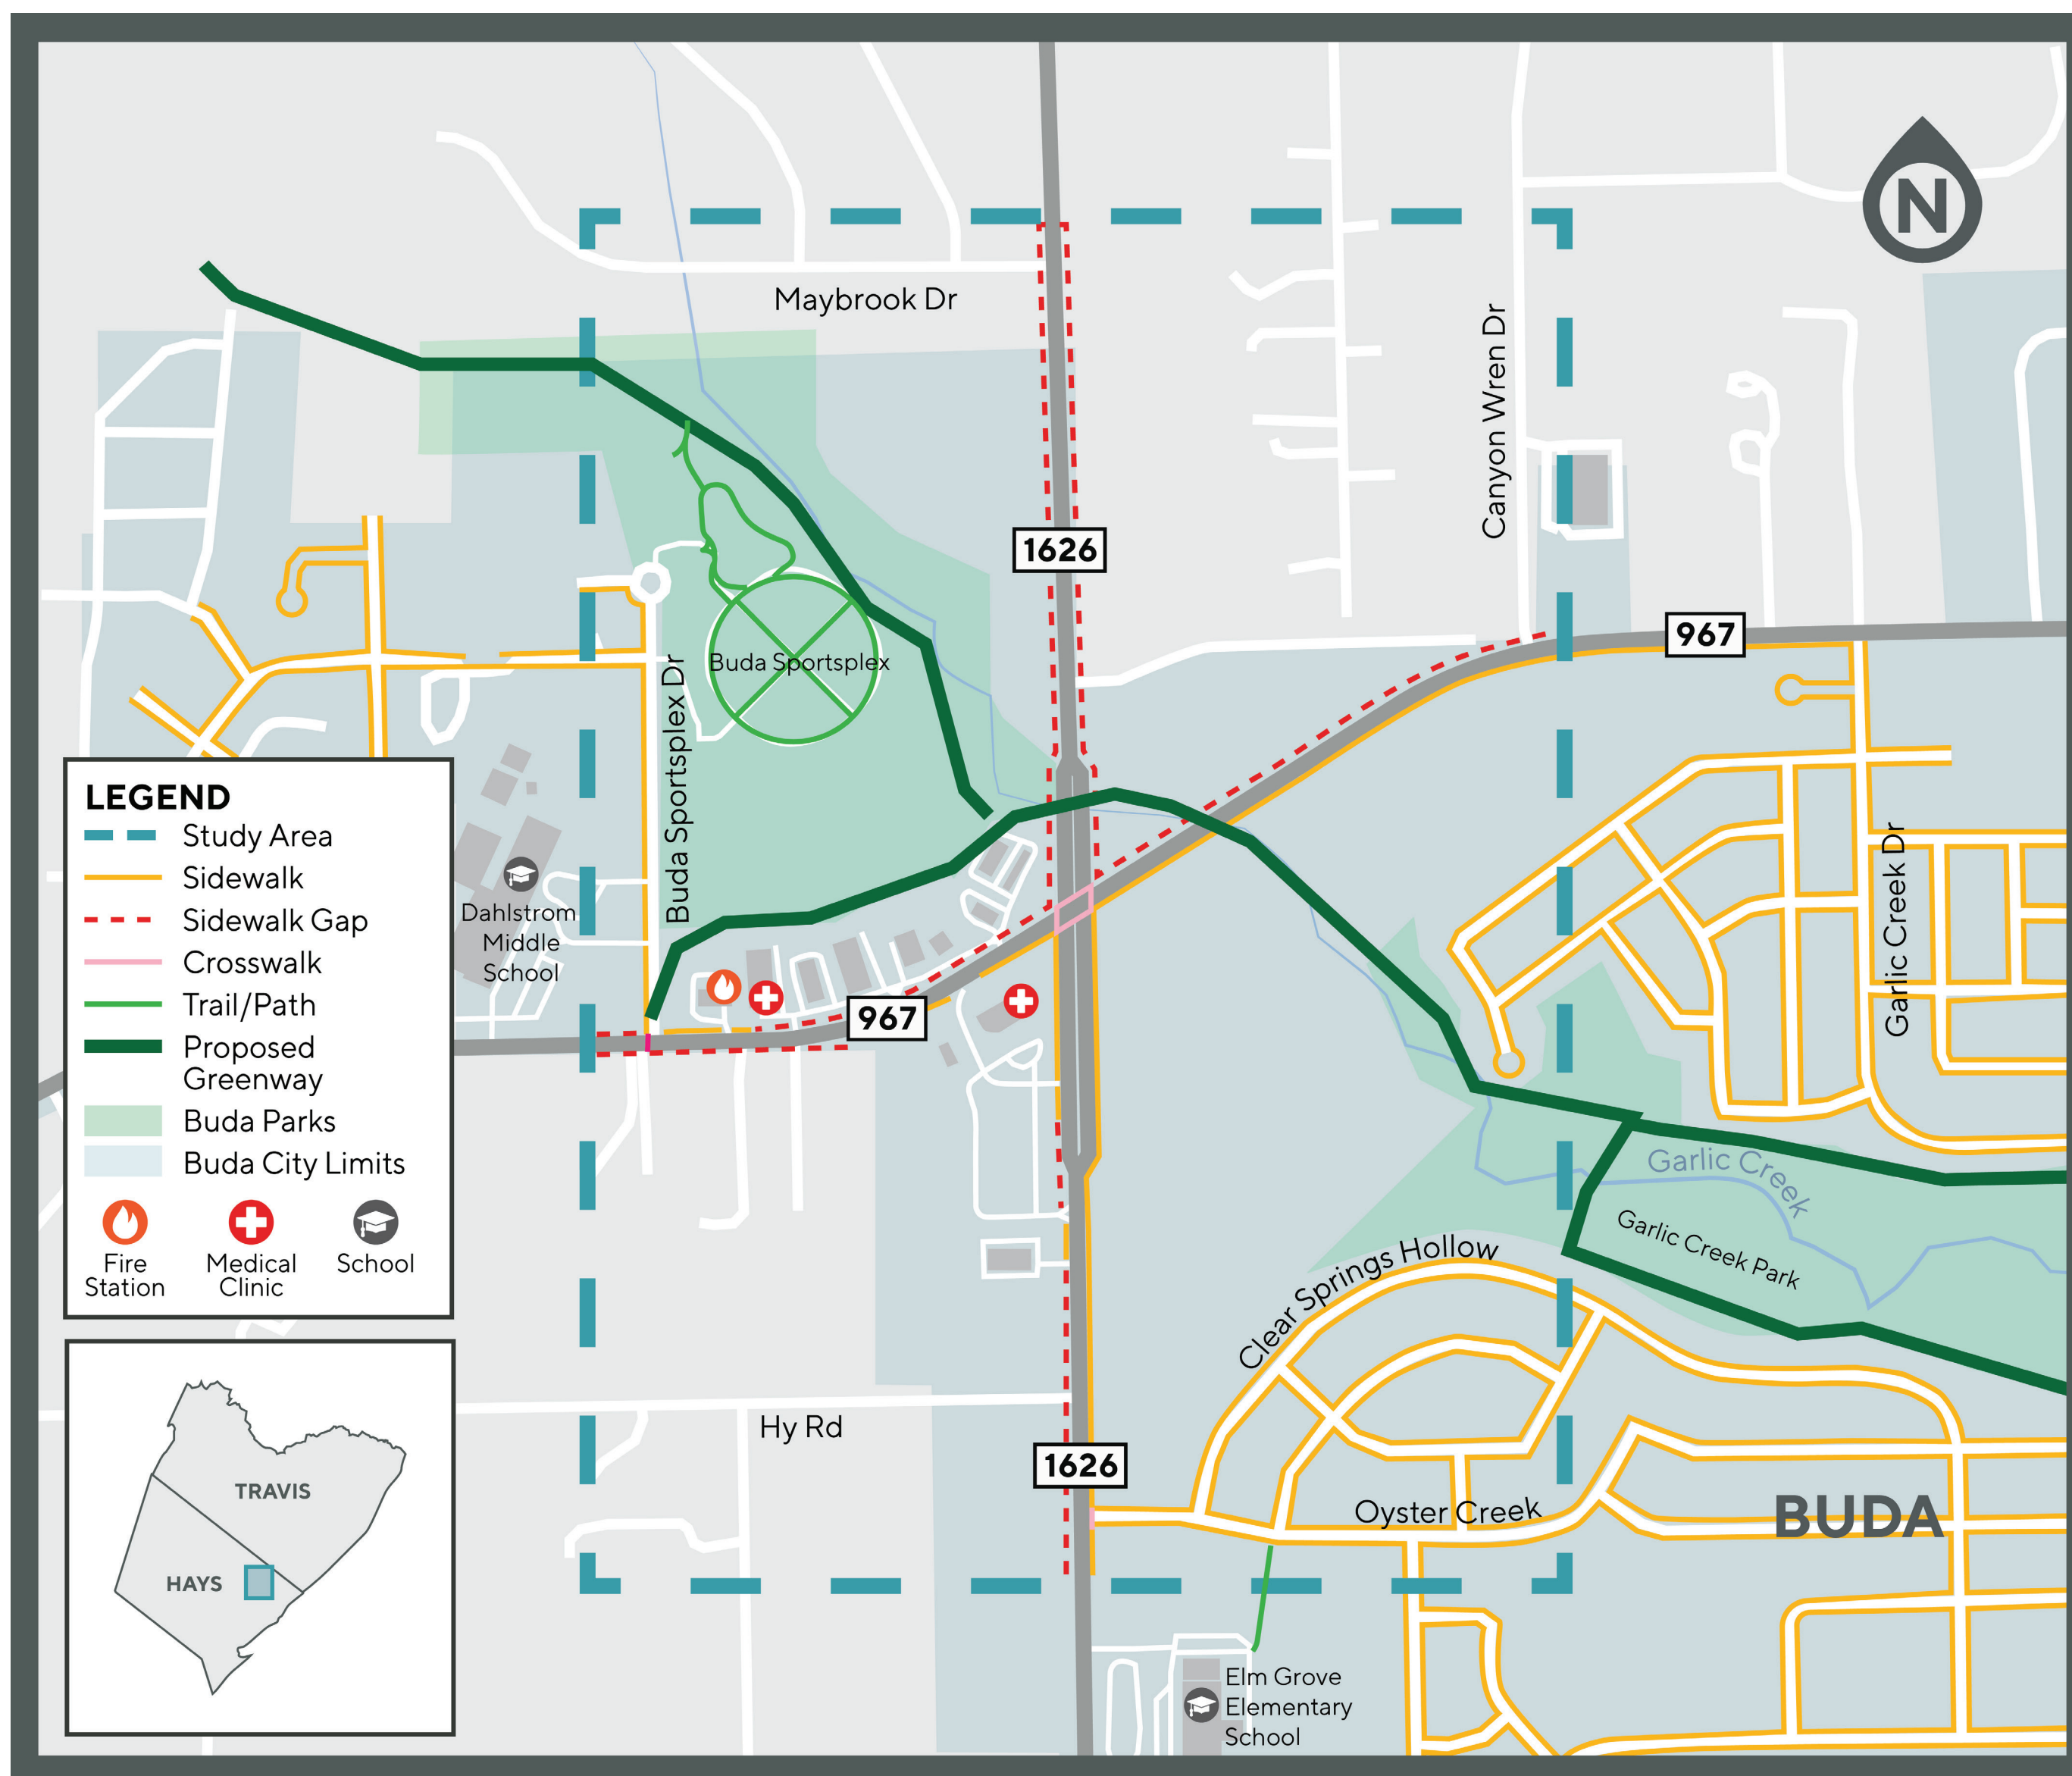 N
Maybrook Dr
Canyon Wren Dr
1626
967
Buda Sportsplex
Buda Sportsplex Dr
LEGEND
Study Area
Sidewalk
Sidewalk Gap
Crosswalk
Trail/Path
Proposed
Greenway
Buda Parks
Buda City Limits
Fire
Station
Medical
Clinic
School
Dahlstrom
Middle
School
Garlic Creek Dr
967
Garlic Creek
Garlic Creek Park
Clear Springs Hollow
Hy Rd
1626
Oyster Creek
BUDA
TRAVIS
HAYS
Elm Grove
Elementary
School